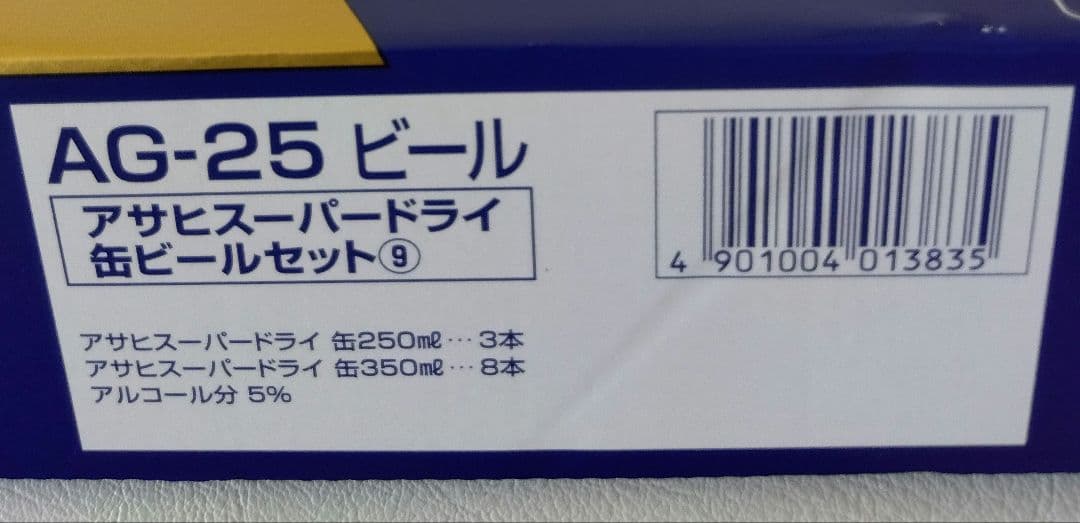 AG-25 ビール
アサヒスーパードライ
缶ビールセット⑨
アサヒスーパードライ 缶250㎖…3本
アサヒスーパードライ 缶350㎖…8本
アルコール分 5%
4 901004 013835